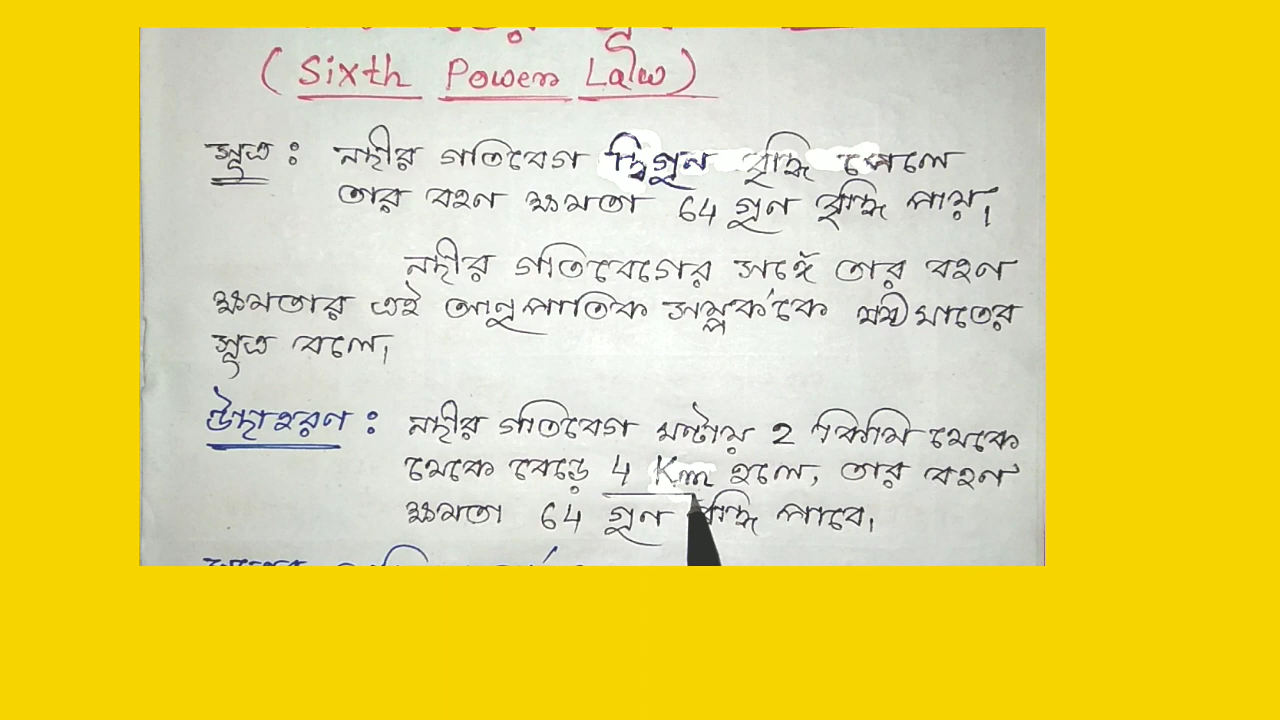 (Sixth Power Law)
সূত্র : নদীর গতিবেগ দ্বিগুন বৃদ্ধি পেলে
তার বহন ক্ষমতা 64 গুন বৃদ্ধি পায়।
নদীর গতিবেগের সঙ্গে তার বহন
ক্ষমতার এই আনুপাতিক সম্পর্ককে ষষ্ঠঘাতের
সূত্র বলে।
উদাহরণ : নদীর গতিবেগ ঘন্টায় 2 কিমি থেকে
থেকে বেড়ে 4 Km হলে, তার বহন
ক্ষমতা 64 গুন বৃদ্ধি পাবে।